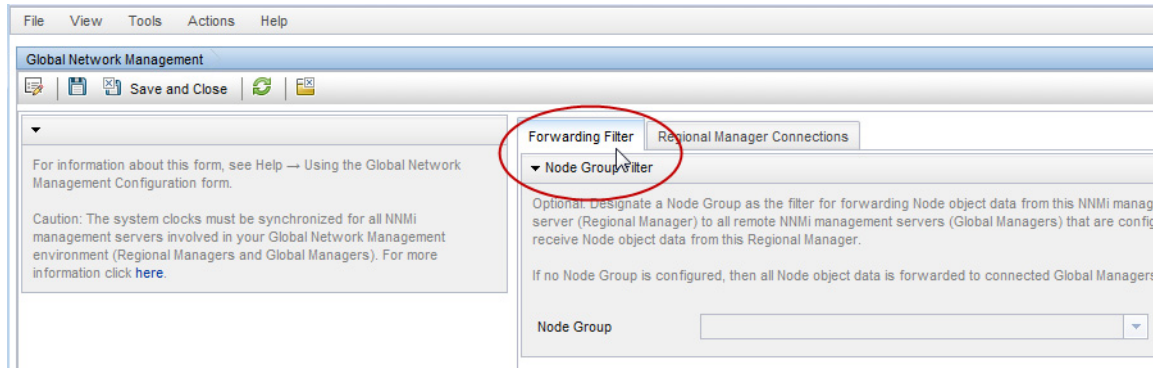 File View Tools Actions Help
Global Network Management
Save and Close
For information about this form, see Help → Using the Global Network
Management Configuration form.
Caution: The system clocks must be synchronized for all NNMi
management servers involved in your Global Network Management
environment (Regional Managers and Global Managers). For more
information click here.
Forwarding Filter Regional Manager Connections
Node Group Filter
Optional: Designate a Node Group as the filter for forwarding Node object data from this NNMi manag
server (Regional Manager) to all remote NNMi management servers (Global Managers) that are config
receive Node object data from this Regional Manager.
If no Node Group is configured, then all Node object data is forwarded to connected Global Managers
Node Group